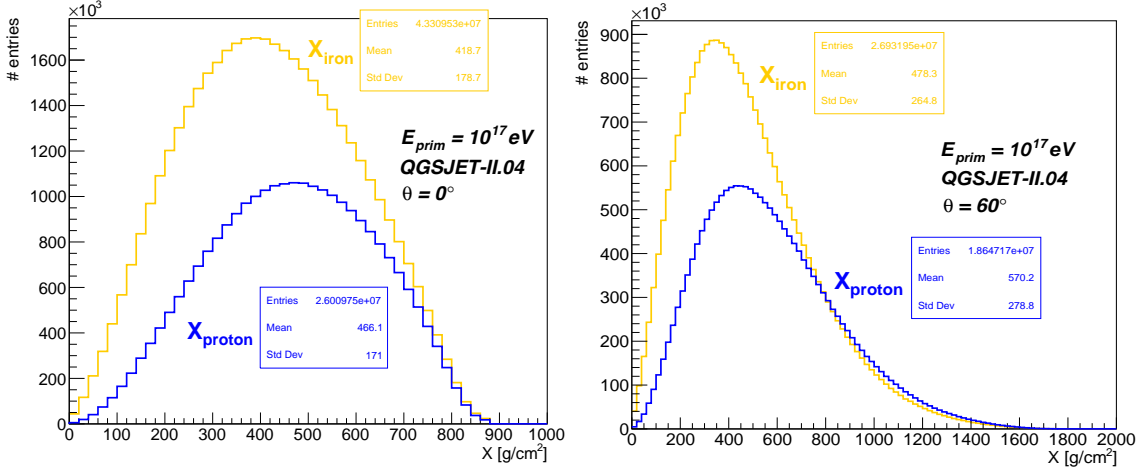 ×10³
# entries
1600
1400
1200
1000
800
600
400
200
0
X_iron
Entries 4.330953e+07
Mean 418.7
Std Dev 178.7
E_prim = 10¹⁷ eV
QGSJET-II.04
θ = 0°
X_proton
Entries 2.600975e+07
Mean 466.1
Std Dev 171
0 100 200 300 400 500 600 700 800 900 1000
X [g/cm²]
×10³
# entries
900
800
700
600
500
400
300
200
100
0
X_iron
Entries 2.693195e+07
Mean 478.3
Std Dev 264.8
E_prim = 10¹⁷ eV
QGSJET-II.04
θ = 60°
X_proton
Entries 1.864717e+07
Mean 570.2
Std Dev 278.8
0 200 400 600 800 1000 1200 1400 1600 1800 2000
X [g/cm²]